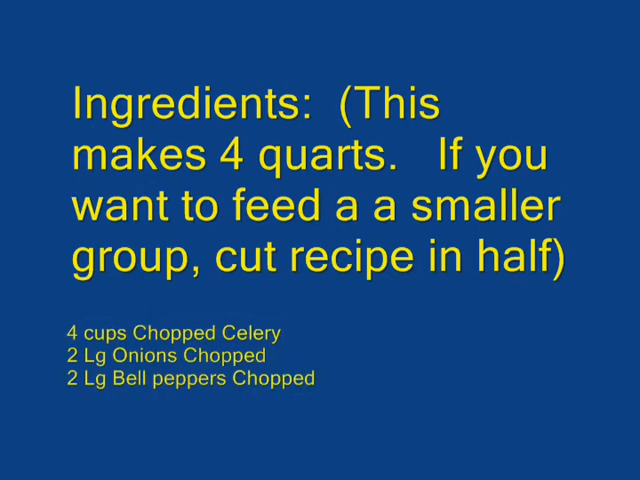 Ingredients:  (This
makes 4 quarts.   If you
want to feed a a smaller
group, cut recipe in half)
4 cups Chopped Celery
2 Lg Onions Chopped
2 Lg Bell peppers Chopped